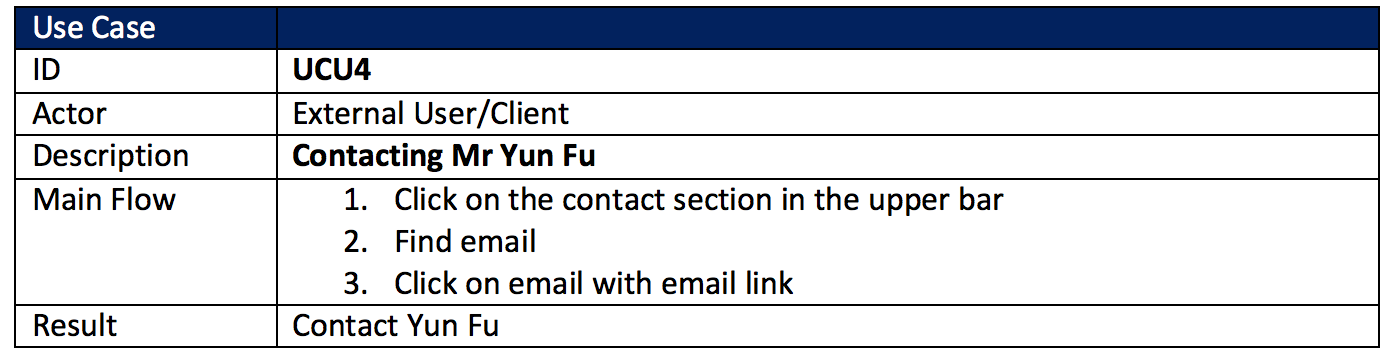 Use Case
ID UCU4
Actor External User/Client
Description Contacting Mr Yun Fu
Main Flow 1. Click on the contact section in the upper bar
2. Find email
3. Click on email with email link
Result Contact Yun Fu